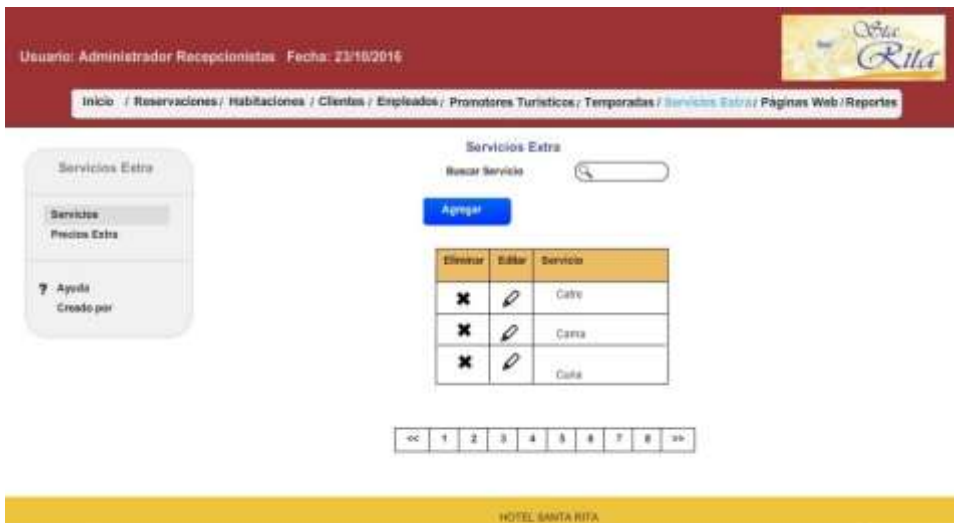 Sta.
Rita
Usuario: Administrador Recepcionistas Fecha: 23/10/2016
Inicio / Reservaciones / Habitaciones / Clientes / Empleados / Promotores Turísticos / Temporadas / Servicios Extra / Páginas Web / Reportes
Servicios Extra
Servicios
Precios Extra
? Ayuda
Creado por
Servicios Extra
Buscar Servicio
Agregar
Eliminar Editar Servicio
Catre
Cama
Cuna
<< 1 2 3 4 5 6 7 8 >>
HOTEL SANTA RITA